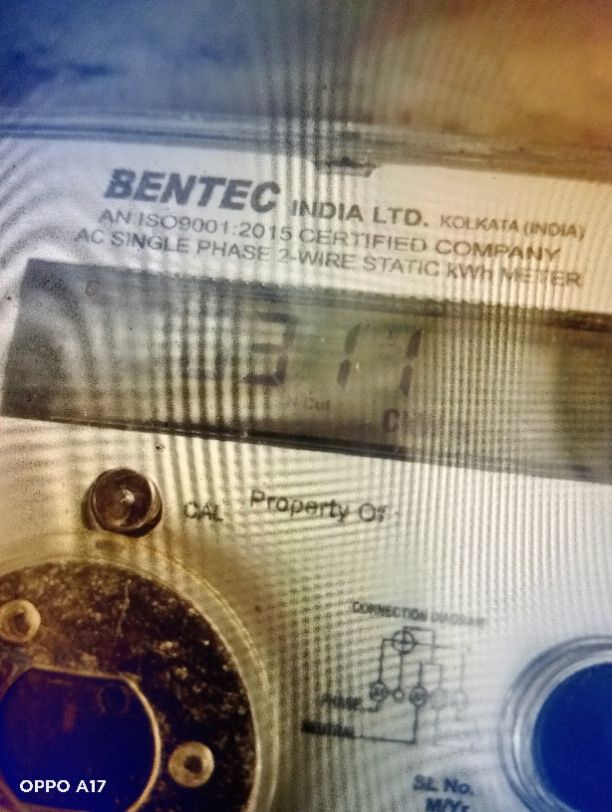 BENTEC INDIA LTD. KOLKATA (INDIA)
AN ISO9001:2015 CERTIFIED COMPANY
AC SINGLE PHASE 2-WIRE STATIC kWh METER
317
CAL
Property Of :
CONNECTION DIAGRAM
PHASE
NEUTRAL
SL. No.
M/Yr
OPPO A17